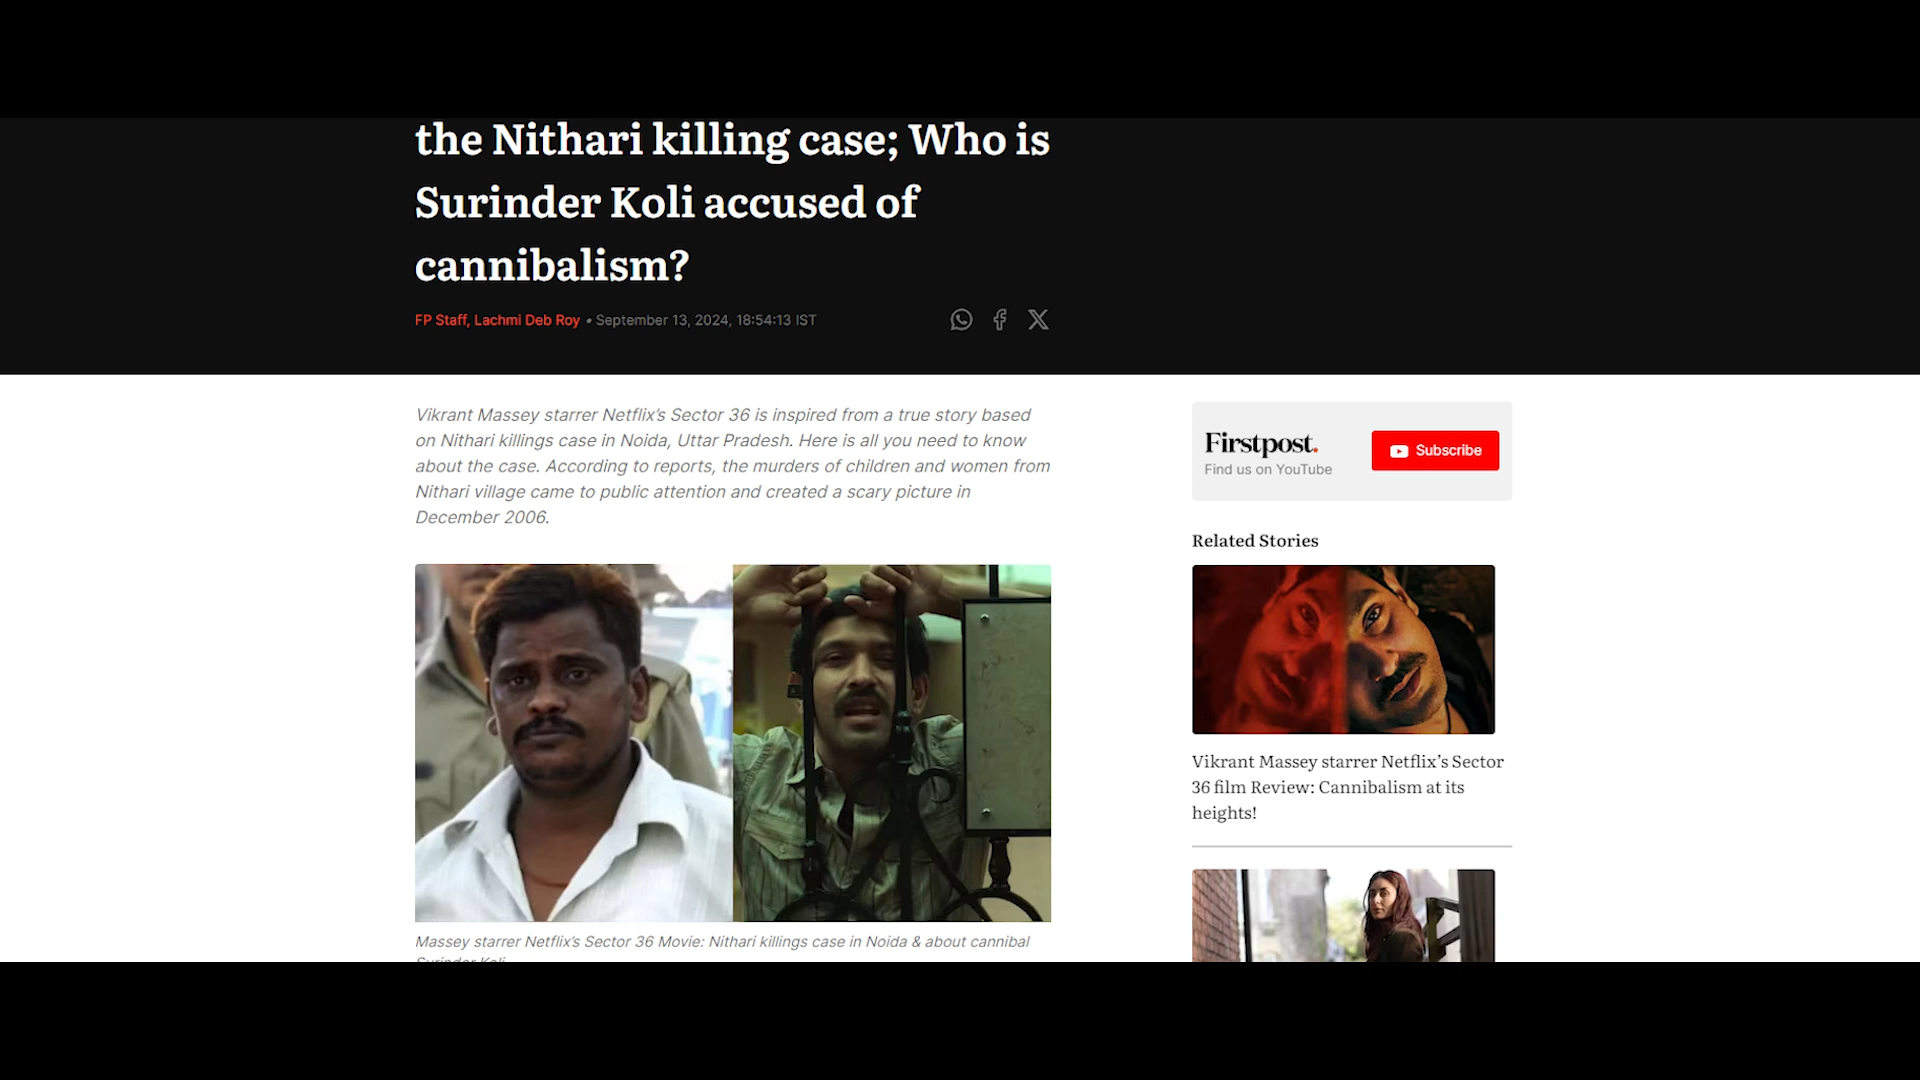 the Nithari killing case; Who is
Surinder Koli accused of
cannibalism?
FP Staff, Lachmi Deb Roy • September 13, 2024, 18:54:13 IST
Vikrant Massey starrer Netflix’s Sector 36 is inspired from a true story based
on Nithari killings case in Noida, Uttar Pradesh. Here is all you need to know
about the case. According to reports, the murders of children and women from
Nithari village came to public attention and created a scary picture in
December 2006.
Massey starrer Netflix’s Sector 36 Movie: Nithari killings case in Noida & about cannibal
Surinder Koli
Firstpost.
Find us on YouTube
Subscribe
Related Stories
Vikrant Massey starrer Netflix’s Sector
36 film Review: Cannibalism at its
heights!